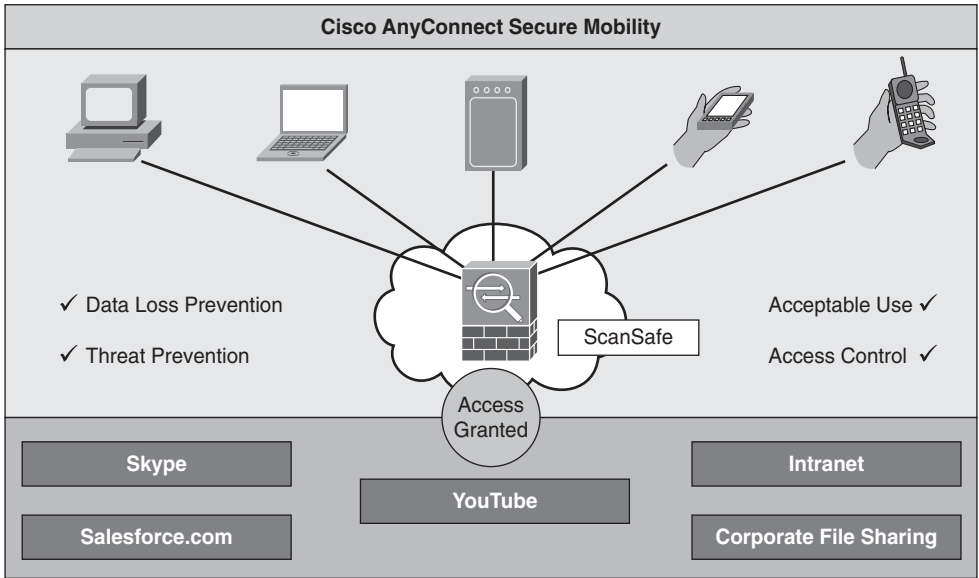 Cisco AnyConnect Secure Mobility
✓ Data Loss Prevention
✓ Threat Prevention
ScanSafe
Acceptable Use ✓
Access Control ✓
Access
Granted
Skype
Salesforce.com
YouTube
Intranet
Corporate File Sharing